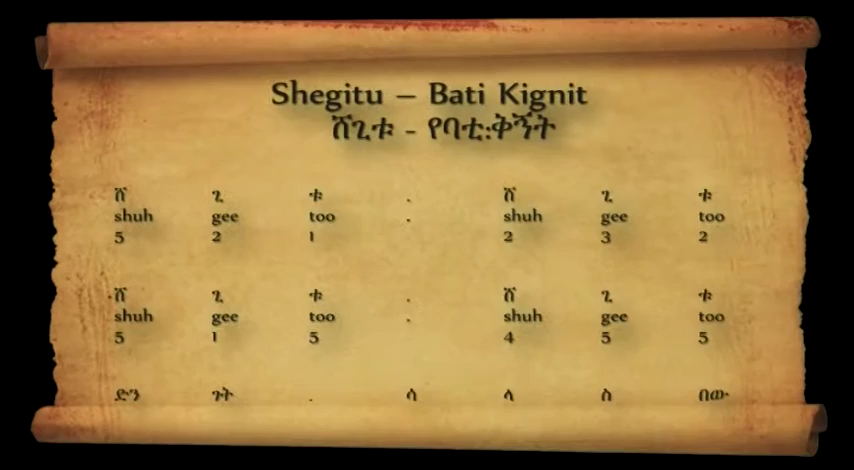 Shegitu – Bati Kignit
ሸጊቱ - የባቲ:ቅኝት
ሸ ጊ ቱ . ሸ ጊ ቱ
shuh gee too . shuh gee too
5 2 1 2 3 2
ሸ ጊ ቱ . ሸ ጊ ቱ
shuh gee too . shuh gee too
5 1 5 4 5 5
ድን ጉት . ሳ ላ ስ በው